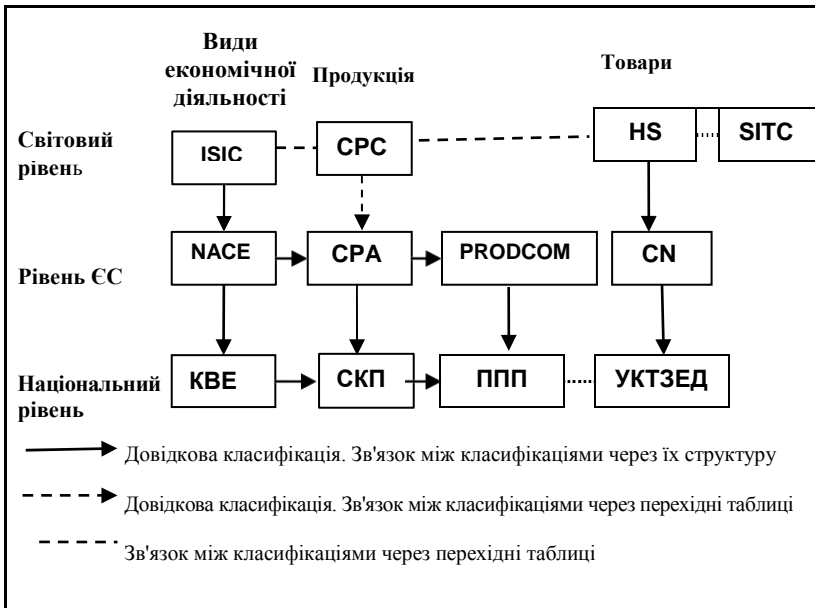 Види
економічної
діяльності
Продукція
Товари
Світовий
рівень
ISIC
CPC
HS
SITC
Рівень ЄС
NACE
CPA
PRODCOM
CN
Національний
рівень
КВЕ
СКП
ППП
УКТЗЕД
Довідкова класифікація. Зв'язок між класифікаціями через їх структуру
Довідкова класифікація. Зв'язок між класифікаціями через перехідні таблиці
Зв'язок між класифікаціями через перехідні таблиці